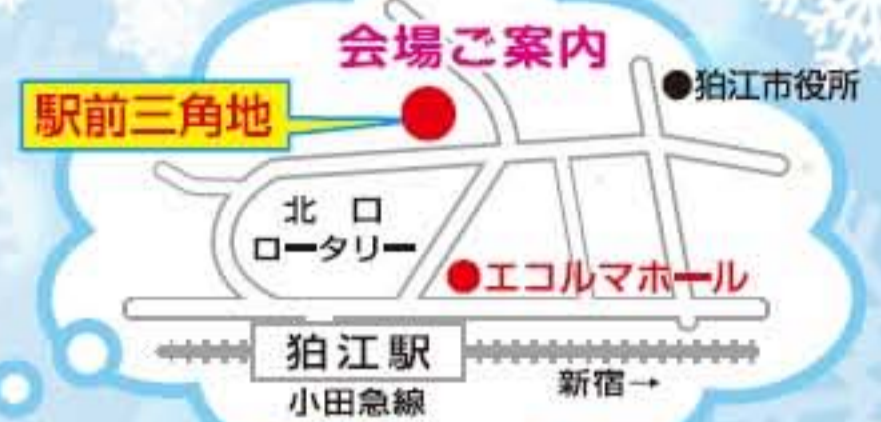 会場ご案内
駅前三角地
●狛江市役所
北 口
ロータリー
●エコルマホール
狛江駅
小田急線
新宿→